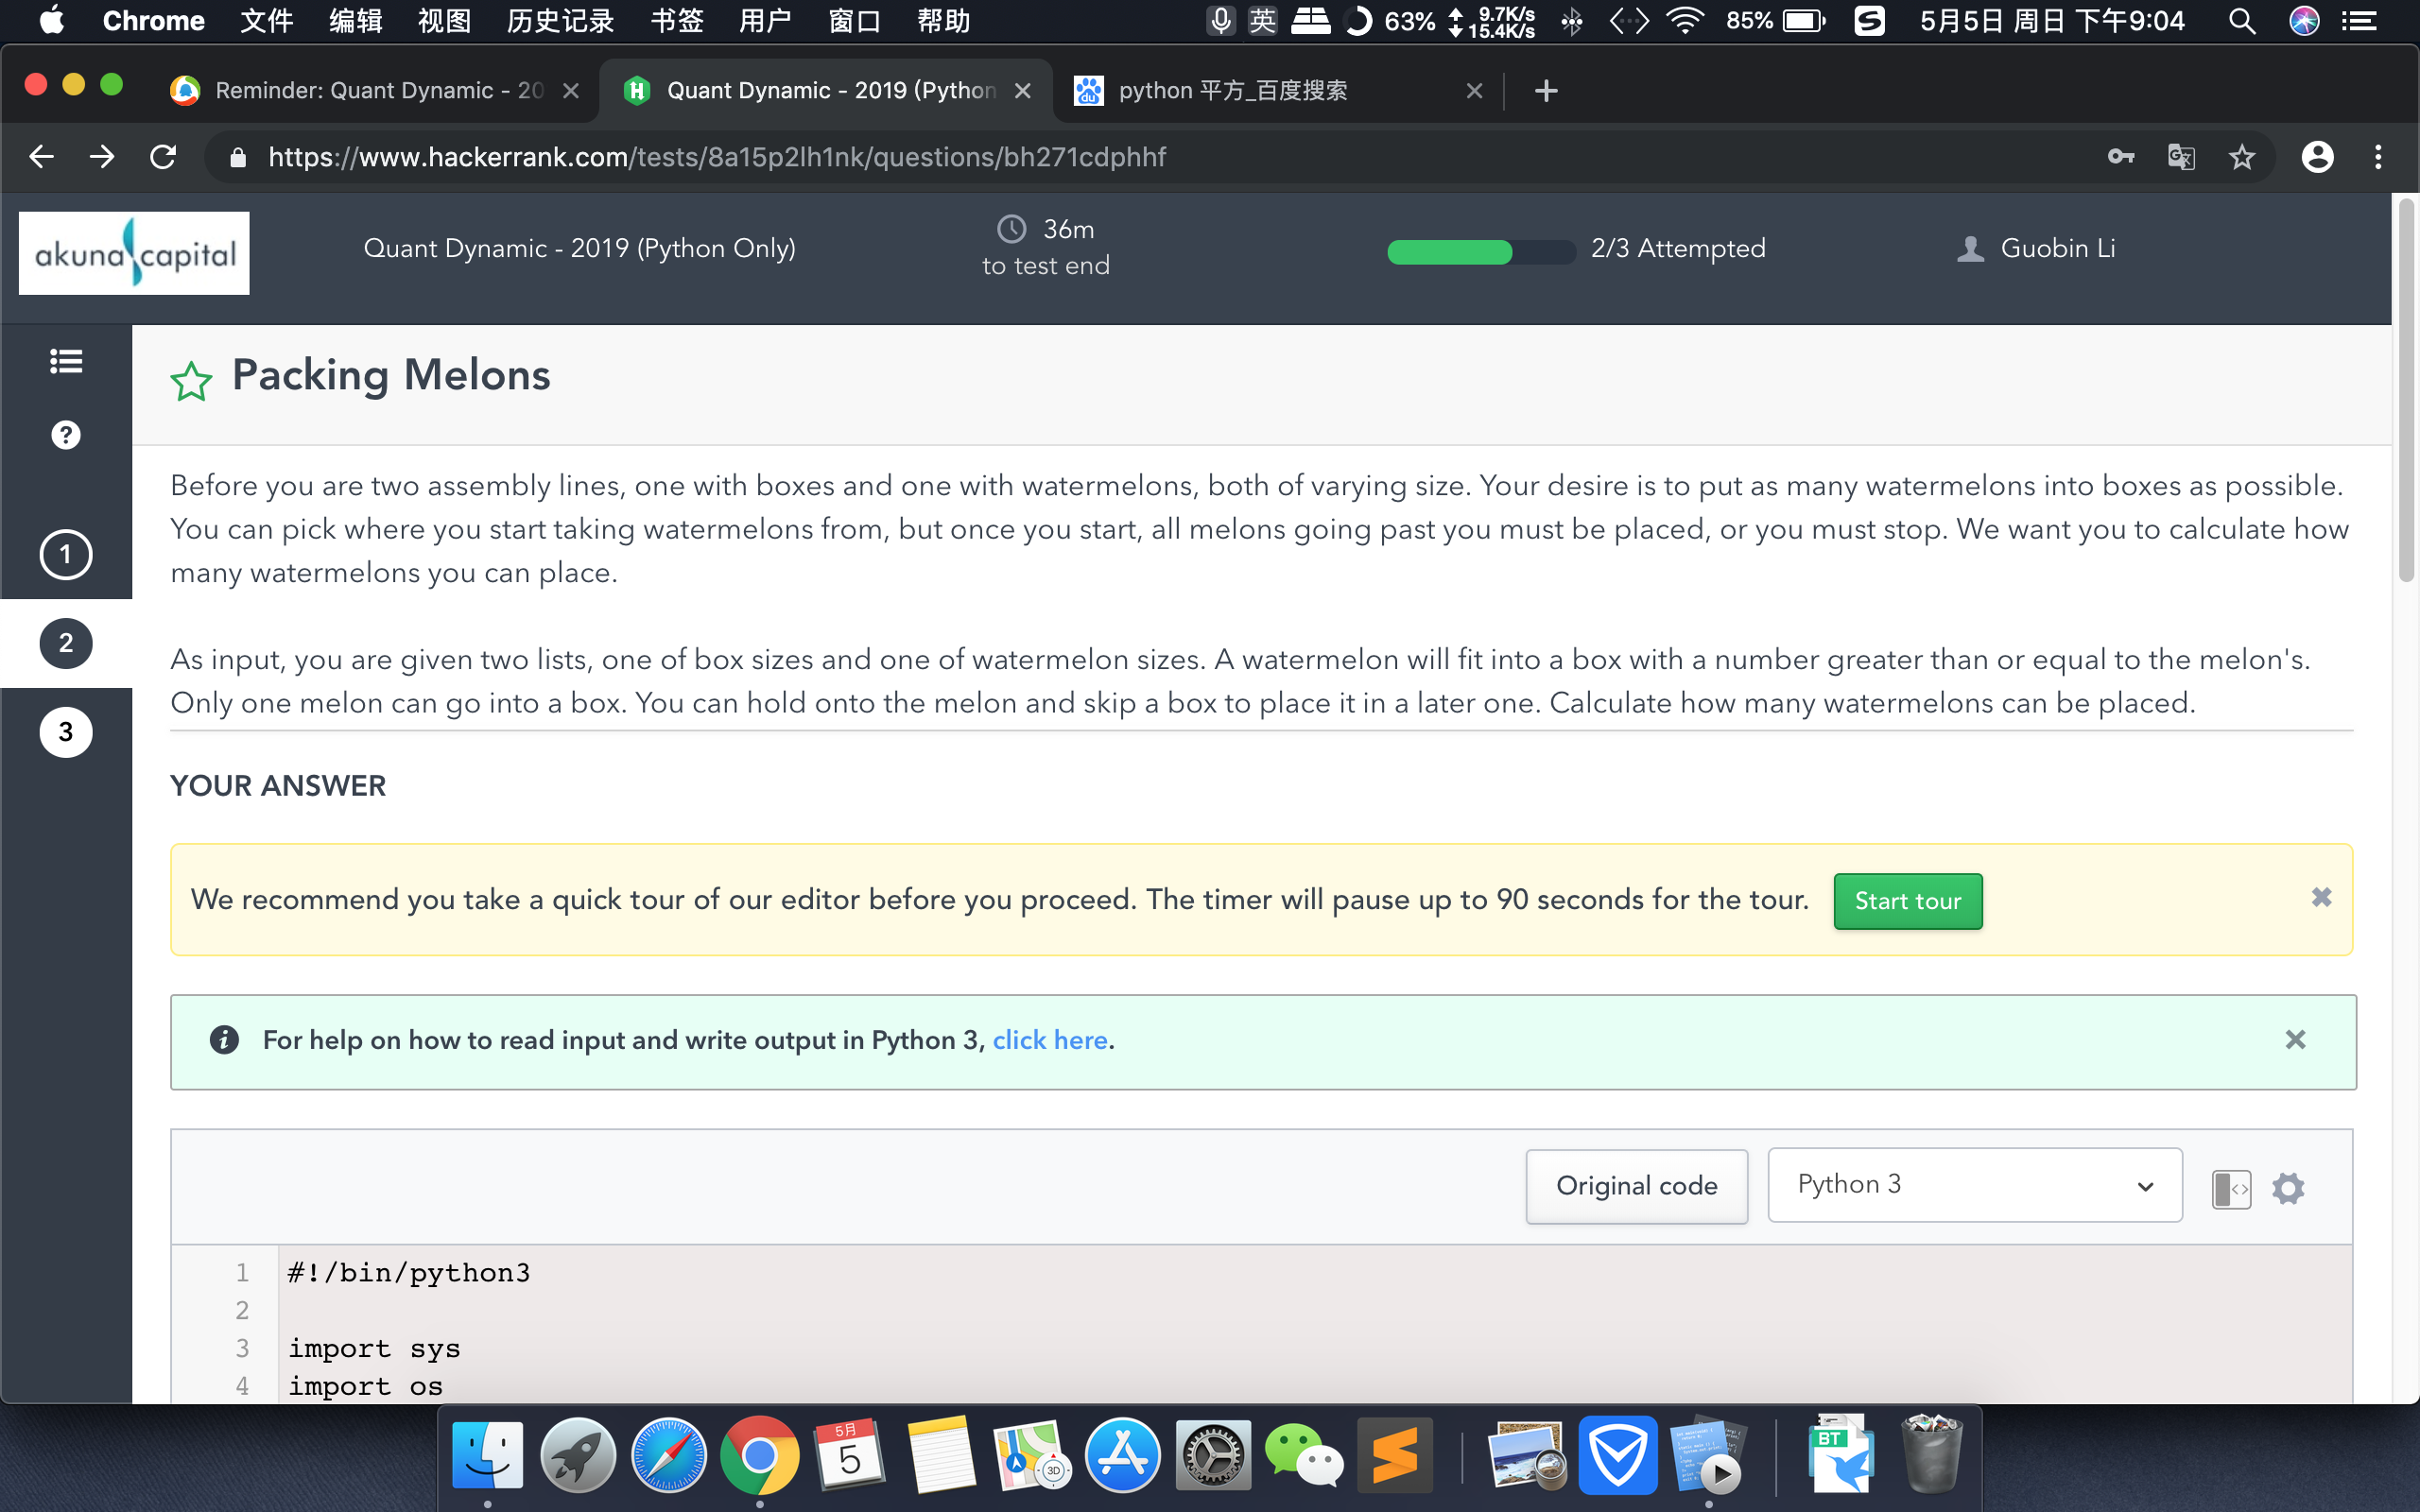 Chrome 文件 编辑 视图 历史记录 书签 用户 窗口 帮助 英 63% 9.7K/s 15.4K/s 85% 5月5日 周日 下午9:04
Reminder: Quant Dynamic - 20
Quant Dynamic - 2019 (Python
python 平方_百度搜索
https://www.hackerrank.com/tests/8a15p2lh1nk/questions/bh271cdphhf
akuna capital
Quant Dynamic - 2019 (Python Only)
36m
to test end
2/3 Attempted
Guobin Li
Packing Melons
1
2
3
Before you are two assembly lines, one with boxes and one with watermelons, both of varying size. Your desire is to put as many watermelons into boxes as possible.
You can pick where you start taking watermelons from, but once you start, all melons going past you must be placed, or you must stop. We want you to calculate how
many watermelons you can place.
As input, you are given two lists, one of box sizes and one of watermelon sizes. A watermelon will fit into a box with a number greater than or equal to the melon's.
Only one melon can go into a box. You can hold onto the melon and skip a box to place it in a later one. Calculate how many watermelons can be placed.
YOUR ANSWER
We recommend you take a quick tour of our editor before you proceed. The timer will pause up to 90 seconds for the tour. Start tour
For help on how to read input and write output in Python 3, click here.
Original code Python 3
1 #!/bin/python3
2
3 import sys
4 import os
5月
5
3D
BT